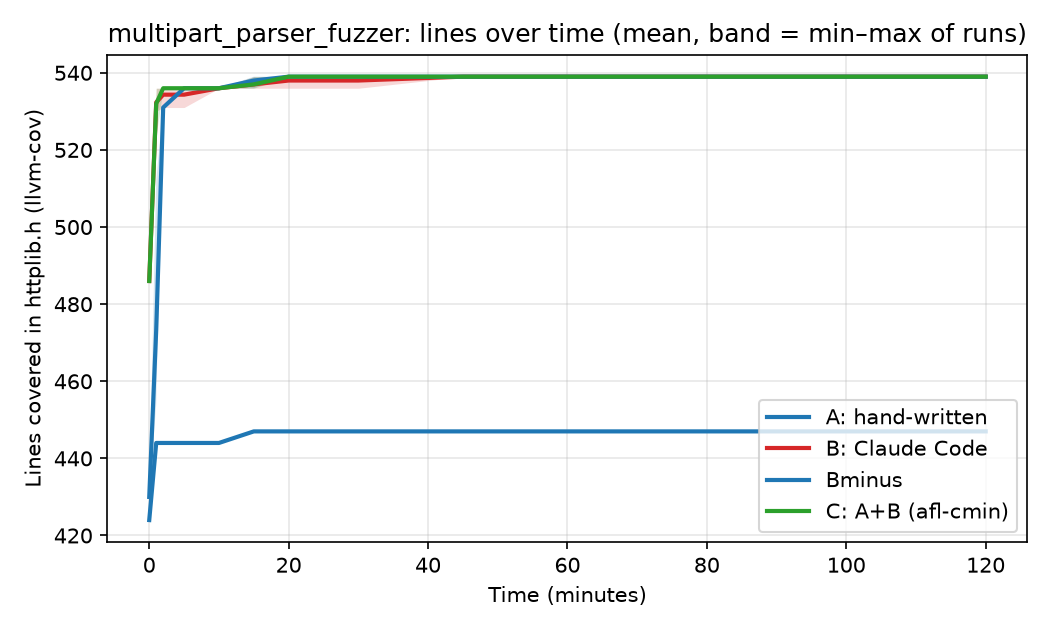 multipart_parser_fuzzer: lines over time (mean, band = min–max of runs)
Lines covered in httplib.h (llvm-cov)
540
520
500
480
460
440
420
0 20 40 60 80 100 120
Time (minutes)
A: hand-written
B: Claude Code
Bminus
C: A+B (afl-cmin)